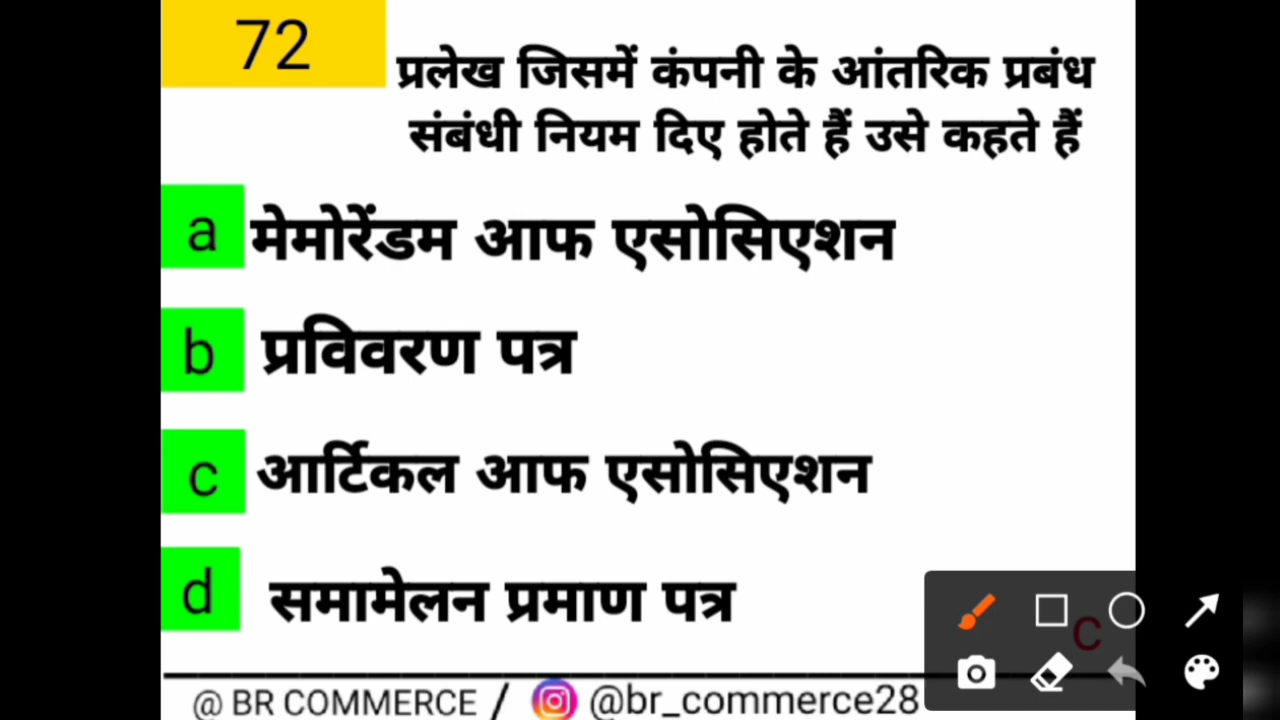 72
प्रलेख जिसमें कंपनी के आंतरिक प्रबंध
संबंधी नियम दिए होते हैं उसे कहते हैं
a मेमोरेंडम आफ एसोसिएशन
b प्रविवरण पत्र
c आर्टिकल आफ एसोसिएशन
d समामेलन प्रमाण पत्र
C
@ BR COMMERCE / @br_commerce28